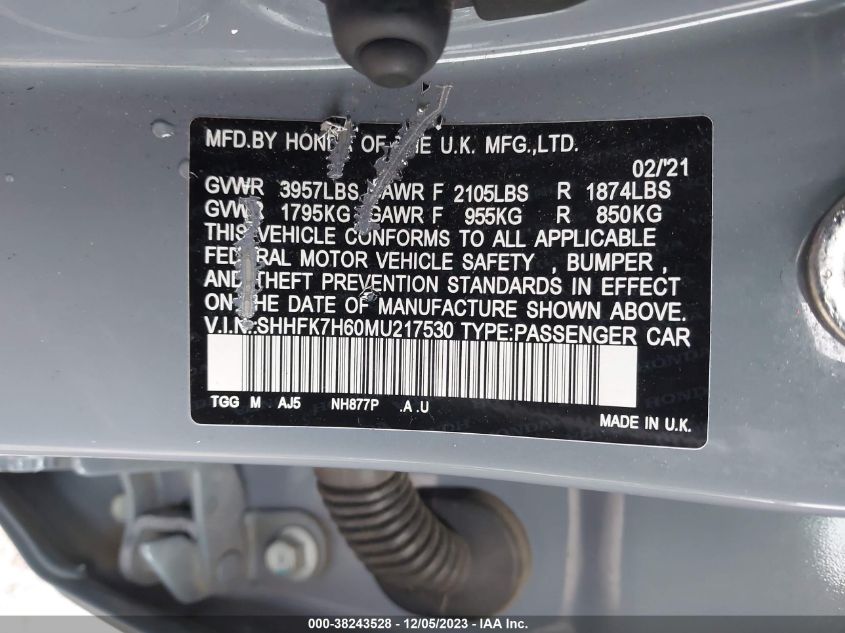 MFD.BY HONDA OF THE U.K. MFG.,LTD.
02/'21
GVWR 3957LBS GAWR F 2105LBS R 1874LBS
GVWR 1795KG GAWR F 955KG R 850KG
THIS VEHICLE CONFORMS TO ALL APPLICABLE
FEDERAL MOTOR VEHICLE SAFETY , BUMPER ,
AND THEFT PREVENTION STANDARDS IN EFFECT
ON THE DATE OF MANUFACTURE SHOWN ABOVE.
V.I.N.:SHHFK7H60MU217530 TYPE:PASSENGER CAR
TGG M AJ5 NH877P .A .U
MADE IN U.K.
000-38243528 - 12/05/2023 - IAA Inc.